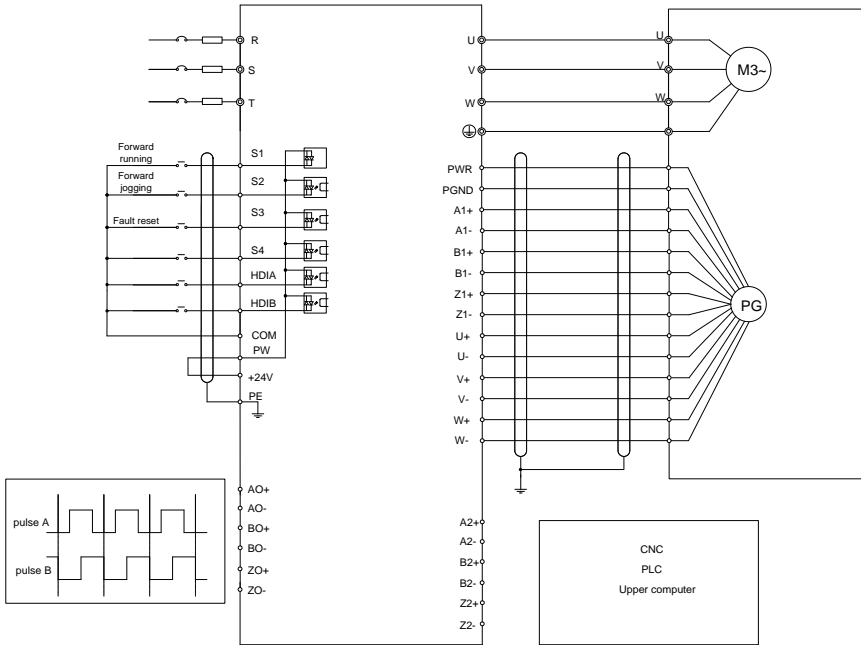 R
S
T
Forward
running
Forward
jogging
Fault reset
S1
S2
S3
S4
HDIA
HDIB
COM
PW
+24V
PE
U
V
W
U
V
W
M3~
PWR
PGND
A1+
A1-
B1+
B1-
Z1+
Z1-
U+
U-
V+
V-
W+
W-
PG
pulse A
pulse B
AO+
AO-
BO+
BO-
ZO+
ZO-
A2+
A2-
B2+
B2-
Z2+
Z2-
CNC
PLC
Upper computer